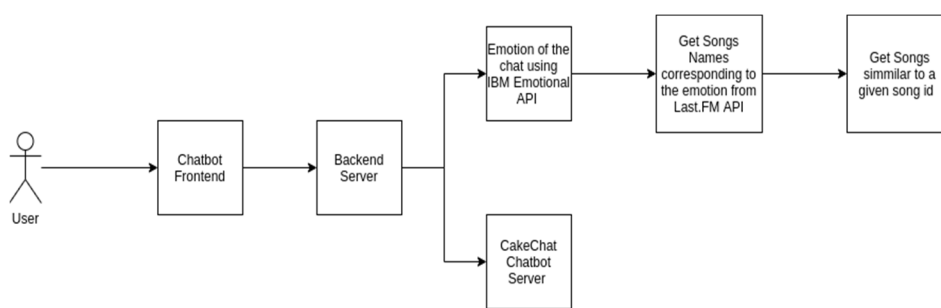 User
Chatbot
Frontend
Backend
Server
Emotion of the
chat using
IBM Emotional
API
CakeChat
Chatbot
Server
Get Songs
Names
corresponding to
the emotion from
Last.FM API
Get Songs
simmilar to a
given song id